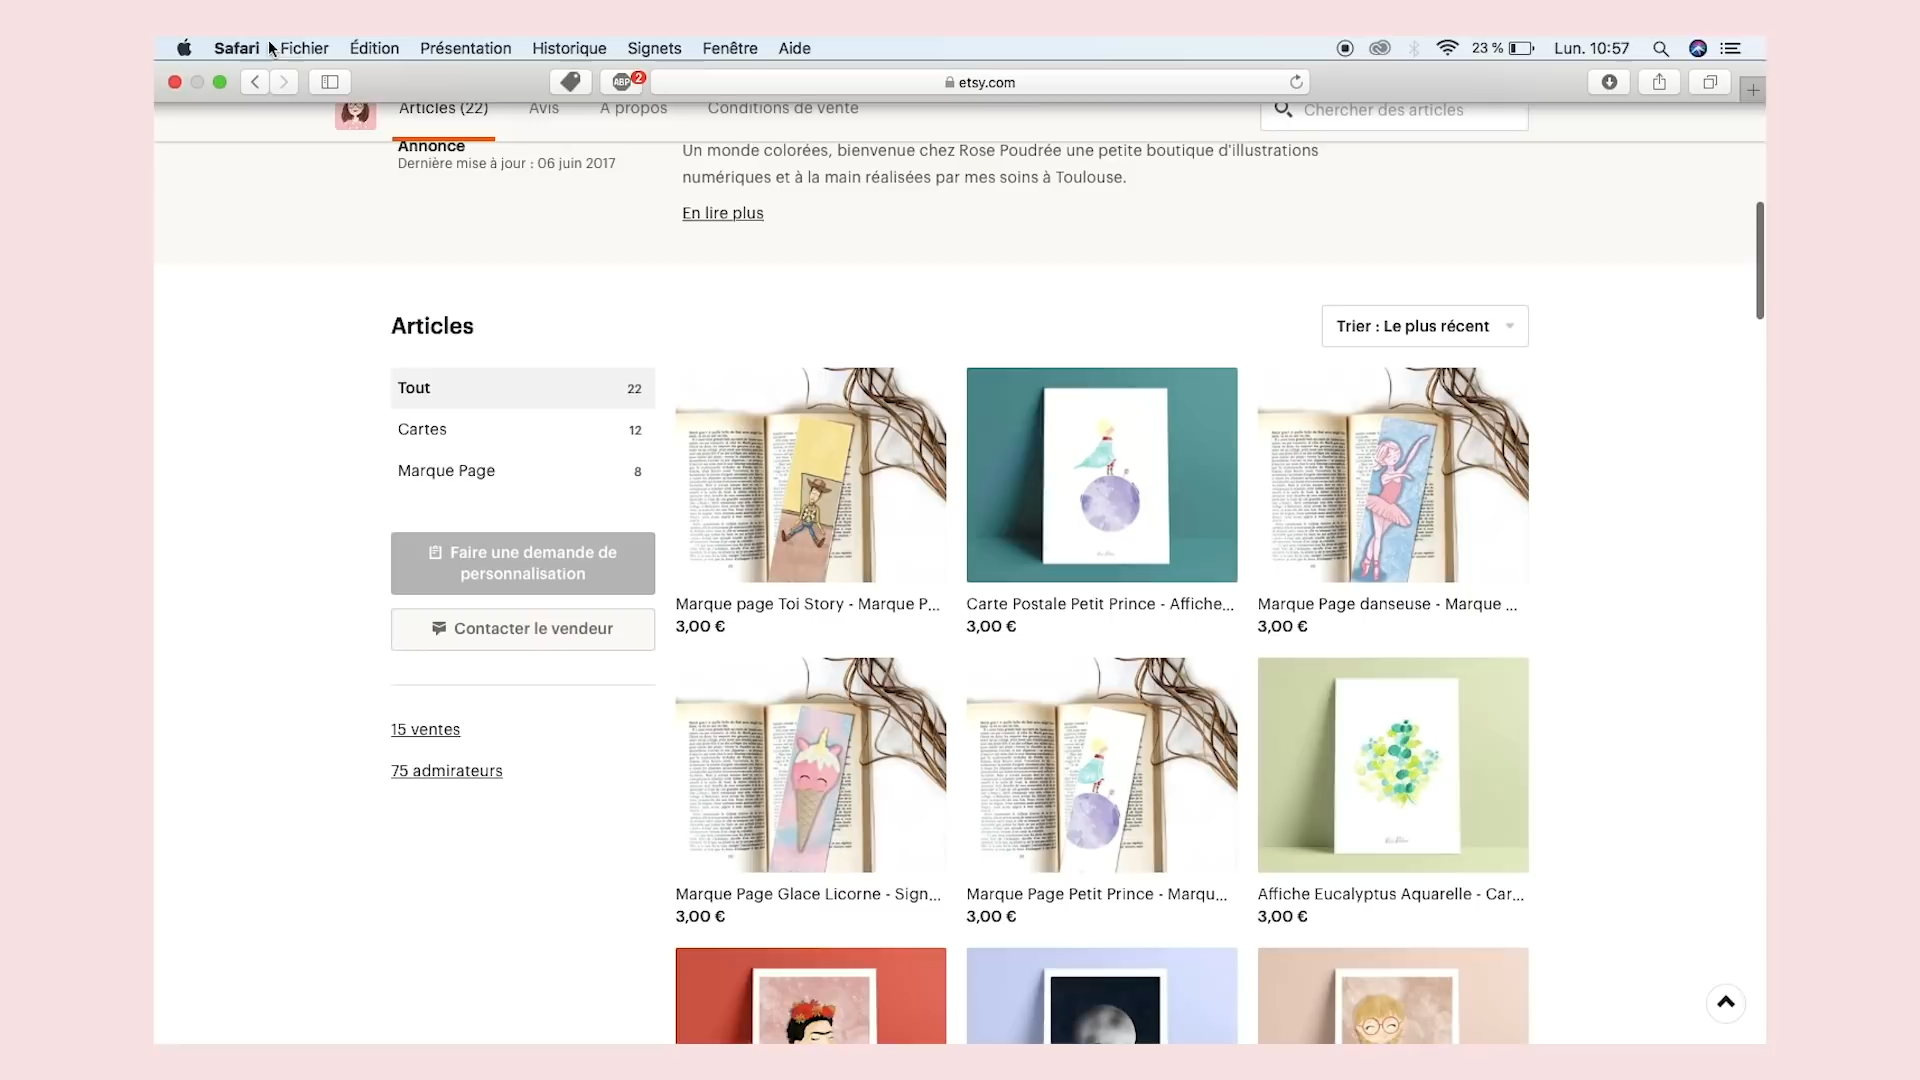 Safari Fichier Édition Présentation Historique Signets Fenêtre Aide
23 % Lun. 10:57
ABP 2 etsy.com
Articles (22) Avis À propos Conditions de vente
Chercher des articles
Annonce
Dernière mise à jour : 06 juin 2017
Un monde colorées, bienvenue chez Rose Poudrée une petite boutique d'illustrations
numériques et à la main réalisées par mes soins à Toulouse.
En lire plus
Articles
Trier : Le plus récent
Tout 22
Cartes 12
Marque Page 8
Faire une demande de
personnalisation
Contacter le vendeur
15 ventes
75 admirateurs
Marque page Toi Story - Marque P...
3,00 €
Carte Postale Petit Prince - Affiche...
3,00 €
Marque Page danseuse - Marque ...
3,00 €
Marque Page Glace Licorne - Sign...
3,00 €
Marque Page Petit Prince - Marqu...
3,00 €
Affiche Eucalyptus Aquarelle - Car...
3,00 €